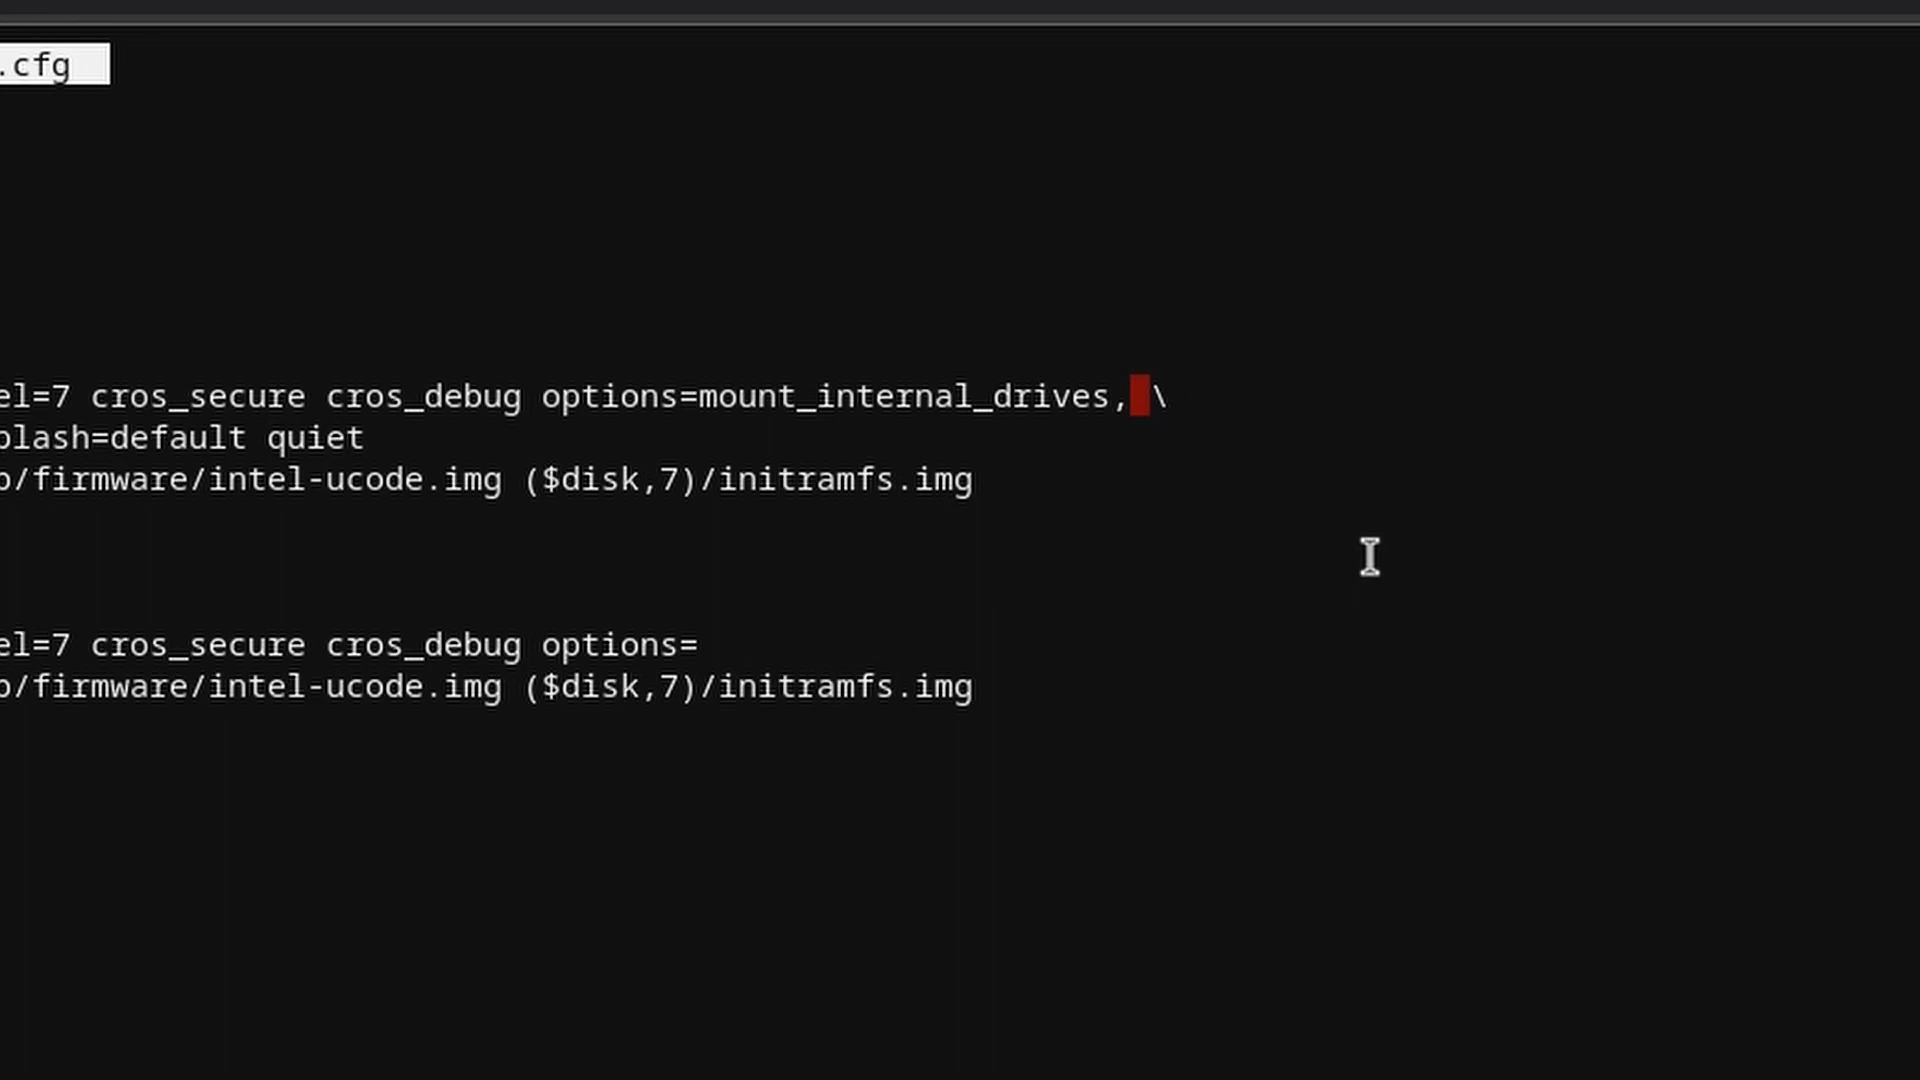 .cfg
el=7 cros_secure cros_debug options=mount_internal_drives, \
plash=default quiet
/firmware/intel-ucode.img ($disk,7)/initramfs.img
el=7 cros_secure cros_debug options=
/firmware/intel-ucode.img ($disk,7)/initramfs.img